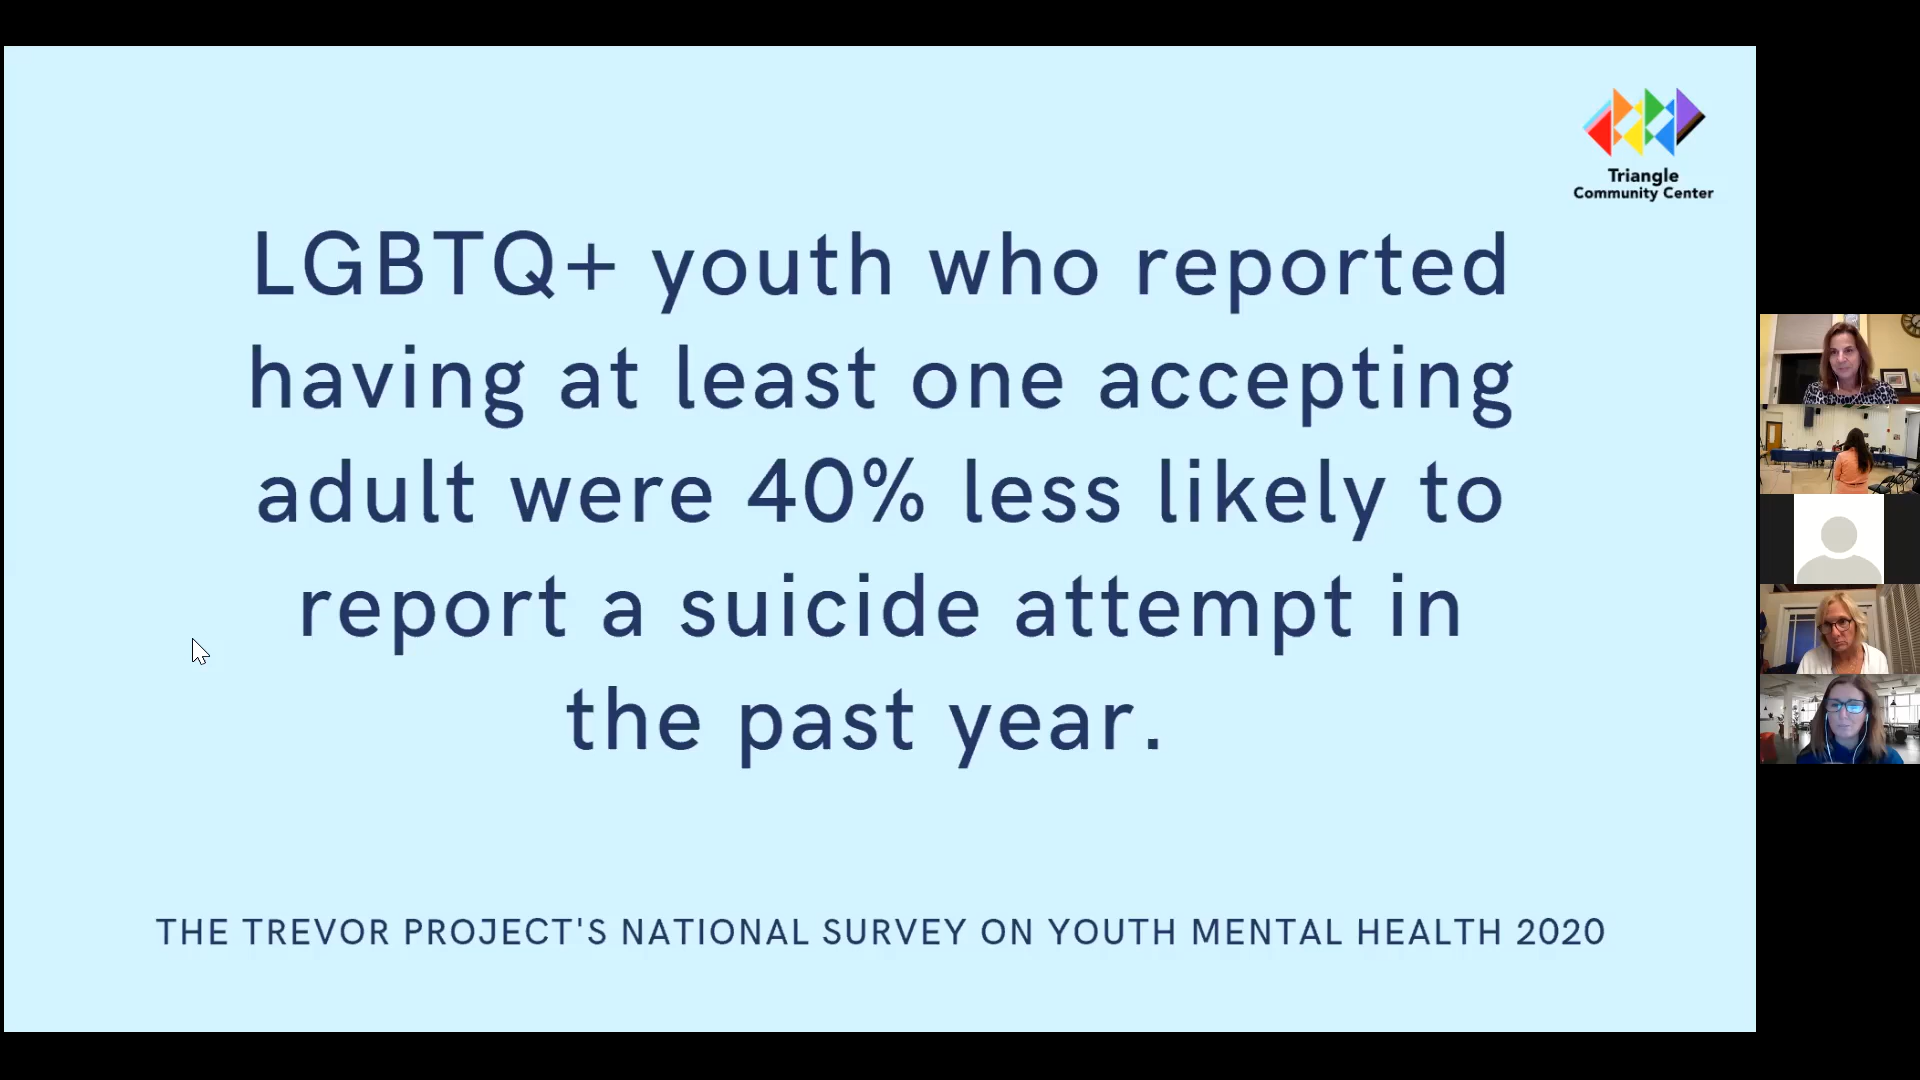 Triangle
Community Center
LGBTQ+ youth who reported
having at least one accepting
adult were 40% less likely to
report a suicide attempt in
the past year.
THE TREVOR PROJECT'S NATIONAL SURVEY ON YOUTH MENTAL HEALTH 2020